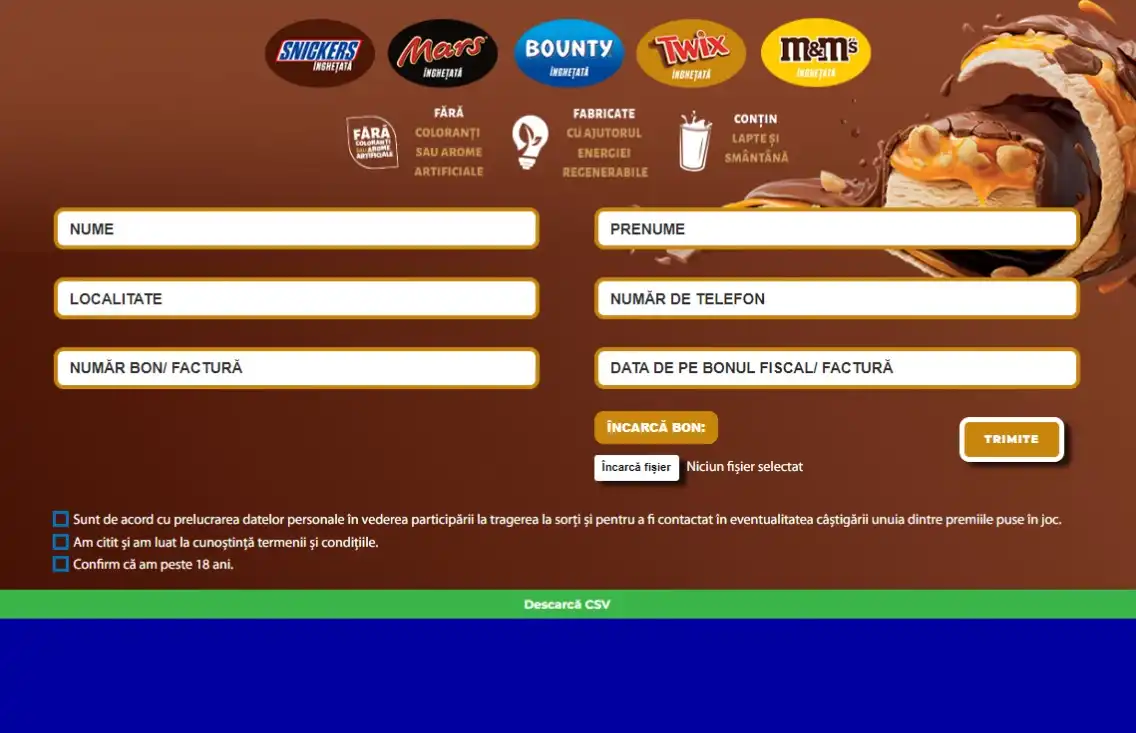 SNICKERS
ÎNGHEȚATĂ
Mars
ÎNGHEȚATĂ
BOUNTY
ÎNGHEȚATĂ
TWIX
ÎNGHEȚATĂ
m&m's
ÎNGHEȚATĂ
FĂRĂ
COLORANȚI
SAU AROME
ARTIFICIALE
FĂRĂ
COLORANȚI
SAU AROME
ARTIFICIALE
FABRICATE
CU AJUTORUL
ENERGIEI
REGENERABILE
CONȚIN
LAPTE ȘI
SMÂNTÂNĂ
NUME
PRENUME
LOCALITATE
NUMĂR DE TELEFON
NUMĂR BON/ FACTURĂ
DATA DE PE BONUL FISCAL/ FACTURĂ
ÎNCARCĂ BON:
TRIMITE
Încarcă fișier Niciun fișier selectat
Sunt de acord cu prelucrarea datelor personale în vederea participării la tragerea la sorți și pentru a fi contactat în eventualitatea câștigării unuia dintre premiile puse în joc.
Am citit și am luat la cunoștință termenii și condițiile.
Confirm că am peste 18 ani.
Descarcă CSV